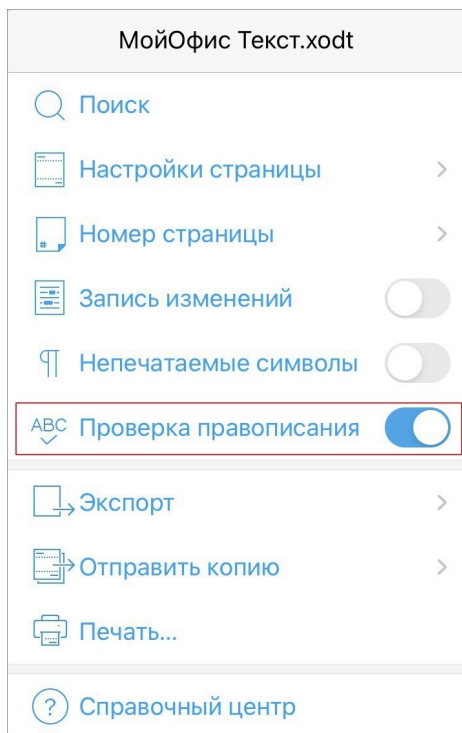 МойОфис Текст.xodt
Поиск
Настройки страницы
Номер страницы
Запись изменений
Непечатаемые символы
ABC Проверка правописания
Экспорт
Отправить копию
Печать...
Справочный центр